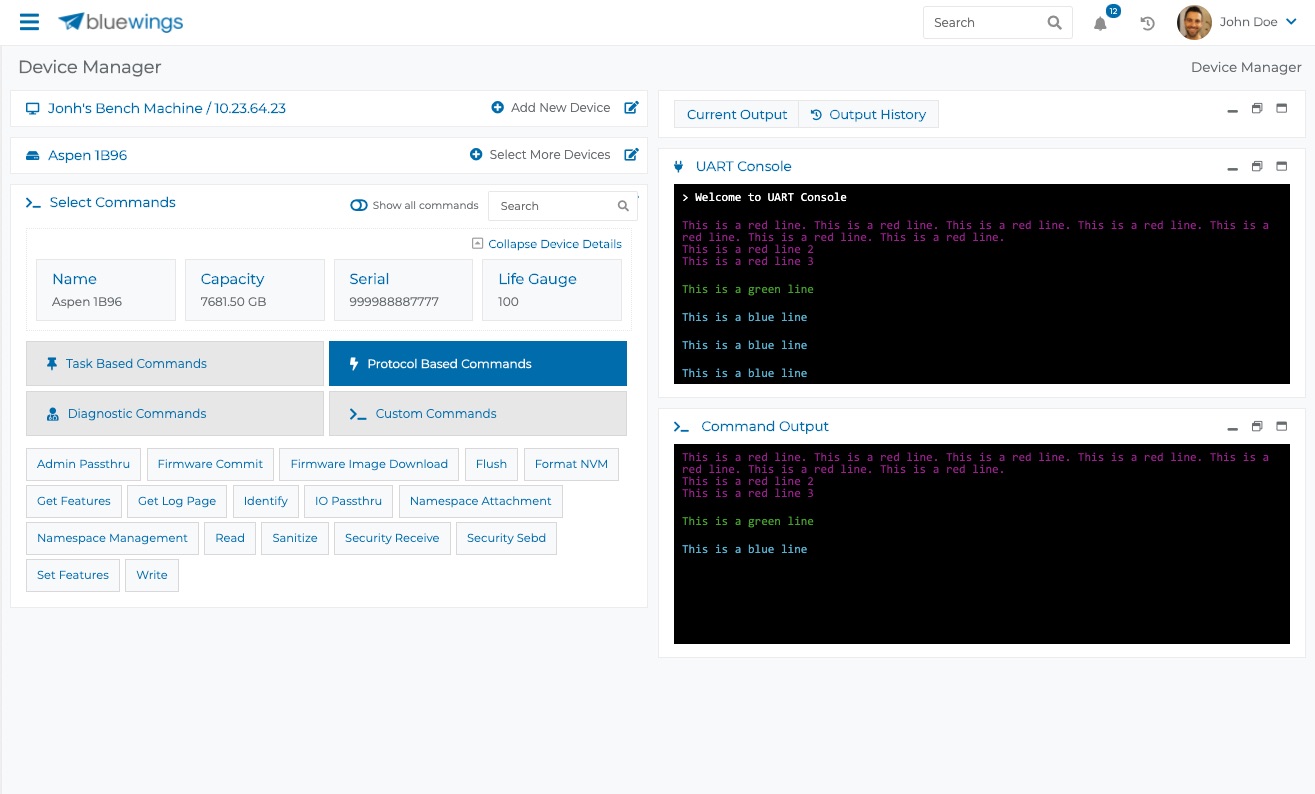 bluewings
Search
12
John Doe
Device Manager
Device Manager
Jonh's Bench Machine / 10.23.64.23
Add New Device
Aspen 1B96
Select More Devices
Select Commands
Show all commands
Search
Collapse Device Details
Name
Aspen 1B96
Capacity
7681.50 GB
Serial
999988887777
Life Gauge
100
Task Based Commands
Protocol Based Commands
Diagnostic Commands
Custom Commands
Admin Passthru
Firmware Commit
Firmware Image Download
Flush
Format NVM
Get Features
Get Log Page
Identify
IO Passthru
Namespace Attachment
Namespace Management
Read
Sanitize
Security Receive
Security Sebd
Set Features
Write
Current Output
Output History
UART Console
> Welcome to UART Console
This is a red line. This is a red line. This is a red line. This is a red line. This is a
red line. This is a red line. This is a red line.
This is a red line 2
This is a red line 3
This is a green line
This is a blue line
This is a blue line
This is a blue line
Command Output
This is a red line. This is a red line. This is a red line. This is a red line. This is a
red line. This is a red line. This is a red line.
This is a red line 2
This is a red line 3
This is a green line
This is a blue line